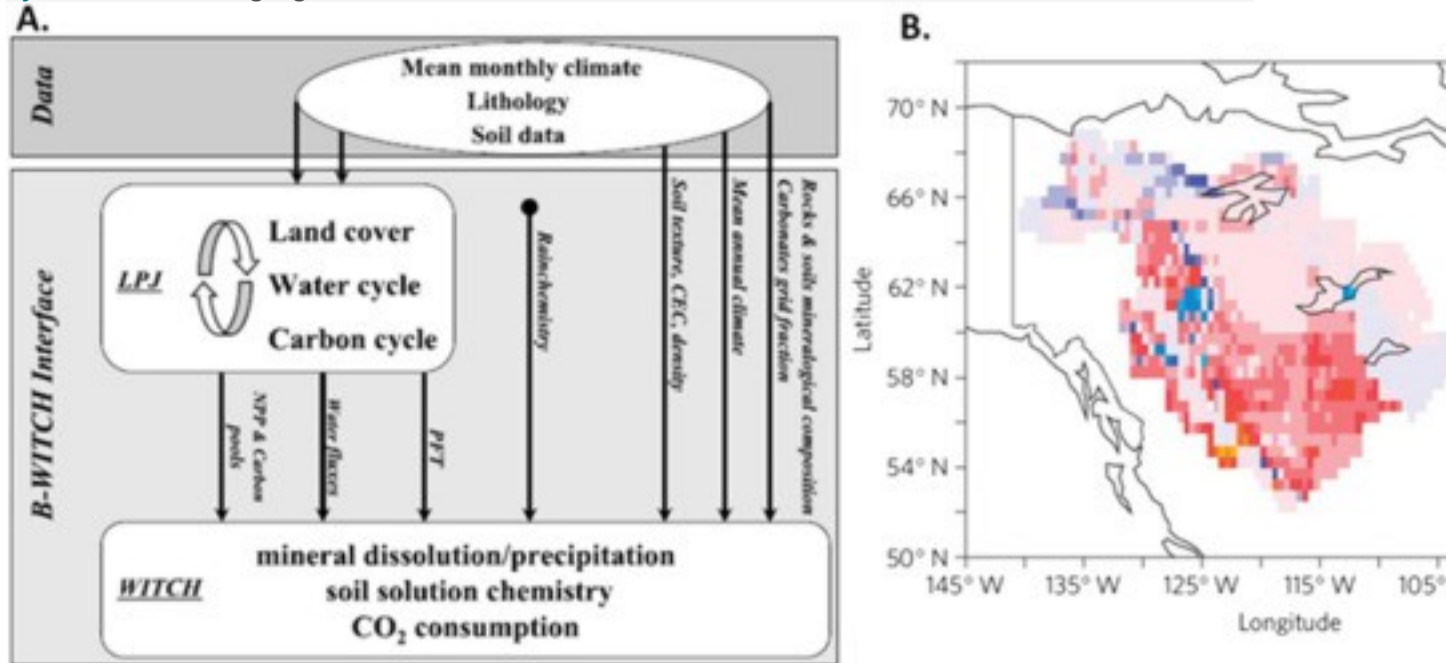 A.
Data
Mean monthly climate
Lithology
Soil data
B-WITCH Interface
LPJ
Land cover
Water cycle
Carbon cycle
Rainchemistry
Soil texture, CEC, density
Mean annual climate
Carbonates grid fraction
Rocks & soils mineralogical composition
NPP & Carbon
pools
Water fluxes
PFT
WITCH
mineral dissolution/precipitation
soil solution chemistry
CO₂ consumption
B.
Latitude
70° N
66° N
62° N
58° N
54° N
50° N
145° W
135° W
125° W
115° W
105°
Longitude